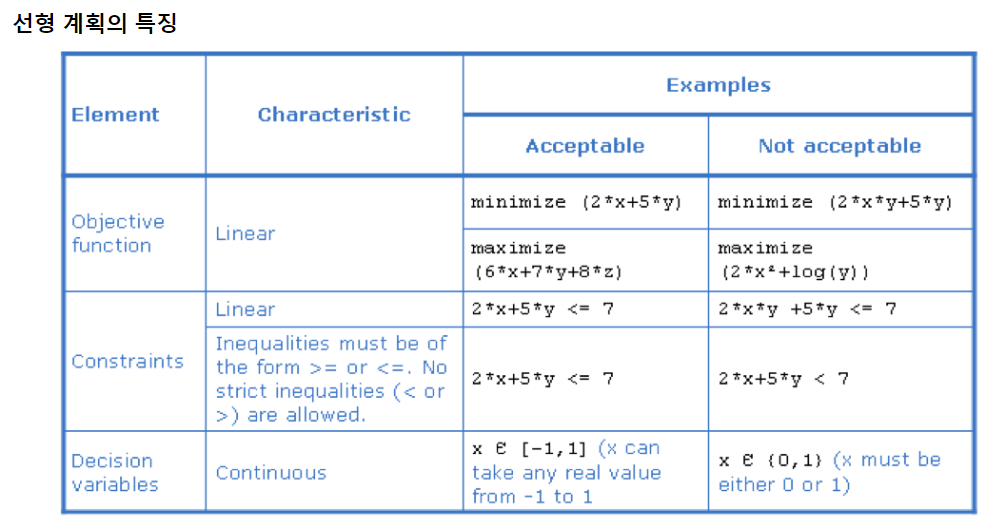 선형 계획의 특징
Element
Characteristic
Examples
Acceptable
Not acceptable
Objective
function
Linear
minimize (2*x+5*y)
minimize (2*x*y+5*y)
maximize
(6*x+7*y+8*z)
maximize
(2*x²+log(y))
Constraints
Linear
2*x+5*y <= 7
2*x*y +5*y <= 7
Inequalities must be of
the form >= or <=. No
strict inequalities (< or
>) are allowed.
2*x+5*y <= 7
2*x+5*y < 7
Decision
variables
Continuous
x Є [-1,1] (x can
take any real value
from -1 to 1
x Є {0,1} (x must be
either 0 or 1)